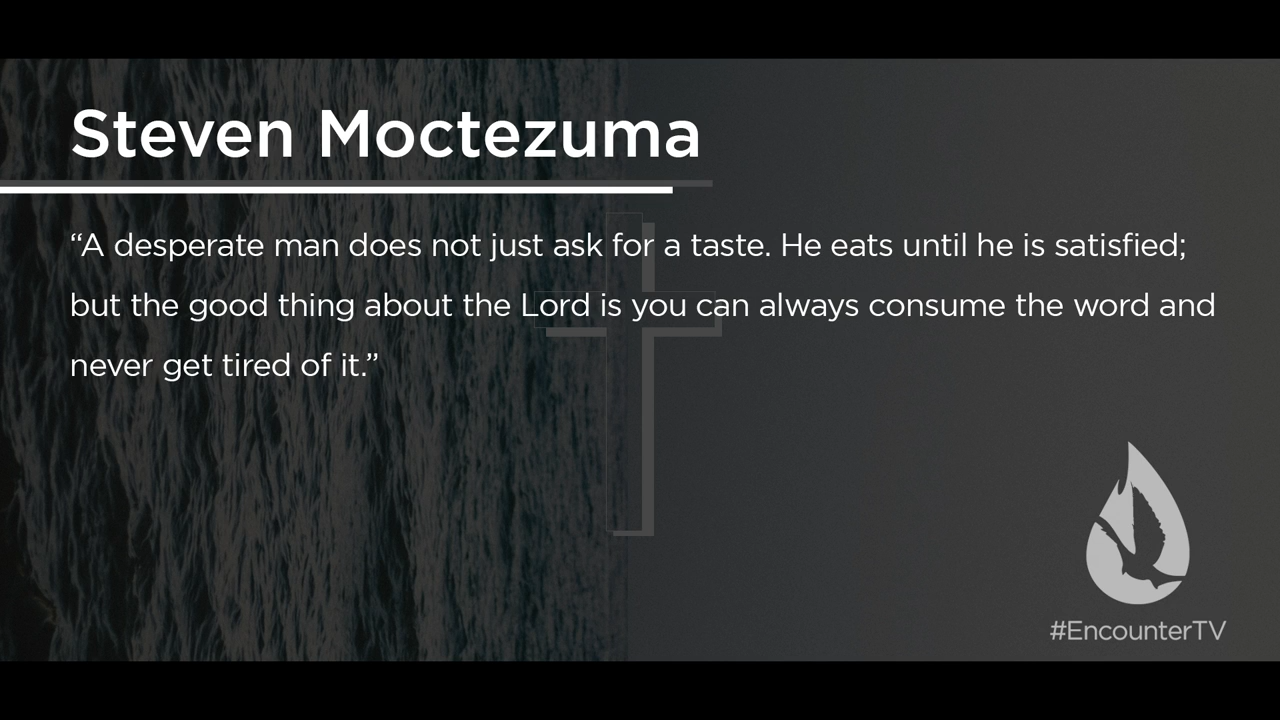 Steven Moctezuma
“A desperate man does not just ask for a taste. He eats until he is satisfied;
but the good thing about the Lord is you can always consume the word and
never get tired of it.”
#EncounterTV